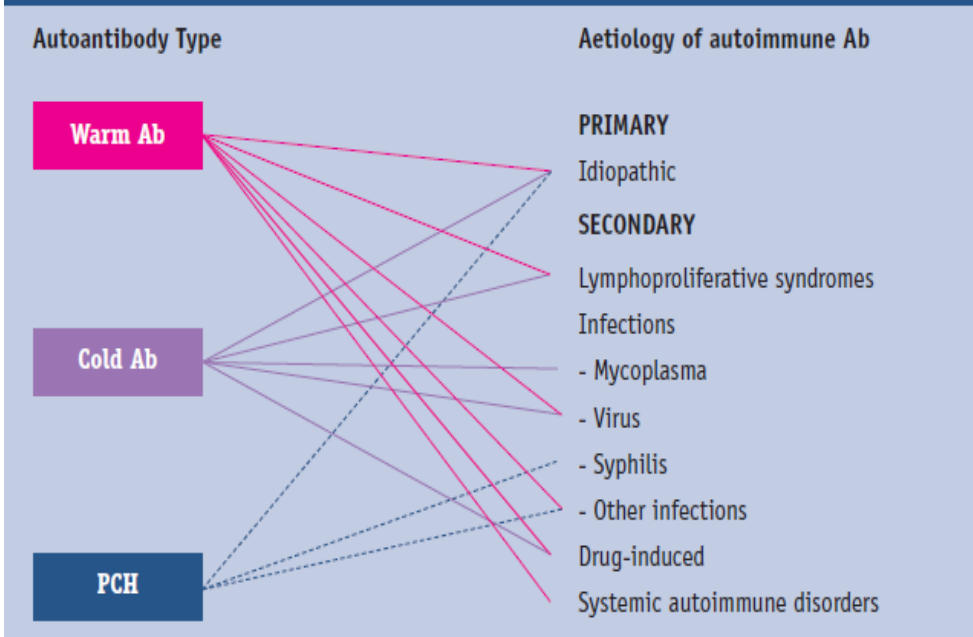 Autoantibody Type
Aetiology of autoimmune Ab
Warm Ab
Cold Ab
PCH
PRIMARY
Idiopathic
SECONDARY
Lymphoproliferative syndromes
Infections
- Mycoplasma
- Virus
- Syphilis
- Other infections
Drug-induced
Systemic autoimmune disorders